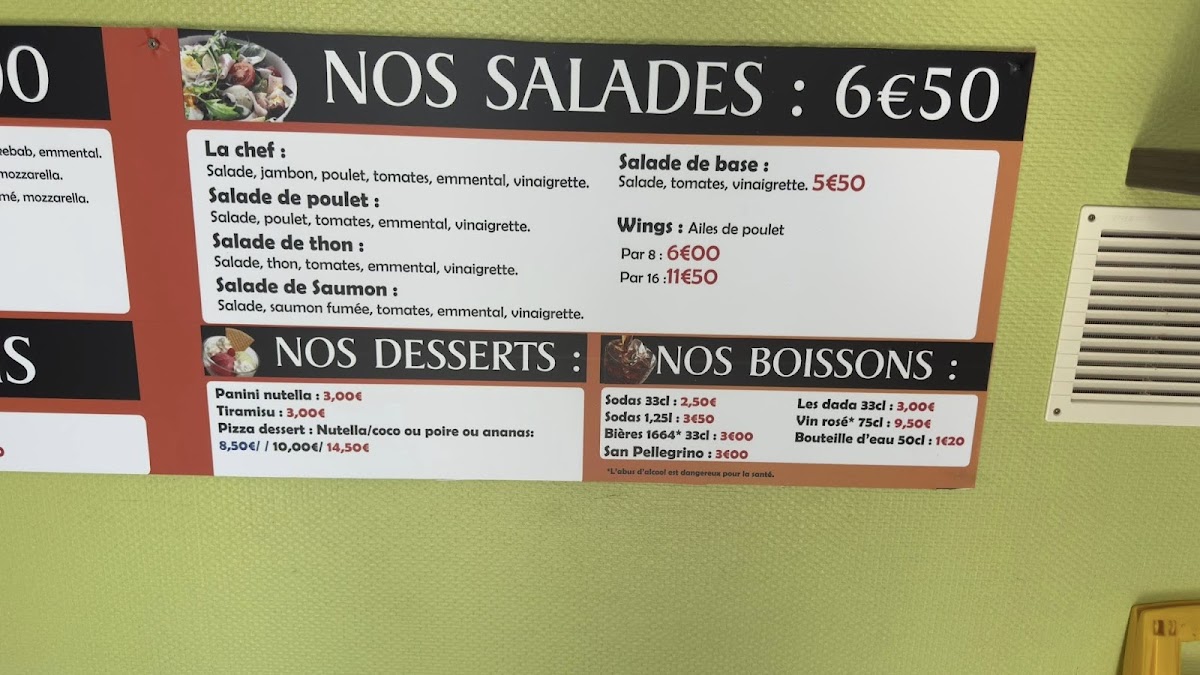 00
NOS SALADES : 6€50
ebab, emmental.
mozzarella.
mé, mozzarella.
La chef :
Salade, jambon, poulet, tomates, emmental, vinaigrette.
Salade de poulet :
Salade, poulet, tomates, emmental, vinaigrette.
Salade de thon :
Salade, thon, tomates, emmental, vinaigrette.
Salade de Saumon :
Salade, saumon fumée, tomates, emmental, vinaigrette.
Salade de base :
Salade, tomates, vinaigrette. 5€50
Wings : Ailes de poulet
Par 8 : 6€00
Par 16 :11€50
S
NOS DESSERTS :
Panini nutella : 3,00€
Tiramisu : 3,00€
Pizza dessert : Nutella/coco ou poire ou ananas:
8,50€/ / 10,00€/ 14,50€
NOS BOISSONS :
Sodas 33cl : 2,50€
Sodas 1,25l : 3€50
Bières 1664* 33cl : 3€00
San Pellegrino : 3€00
Les dada 33cl : 3,00€
Vin rosé* 75cl : 9,50€
Bouteille d'eau 50cl : 1€20
*L'abus d'alcool est dangereux pour la santé.